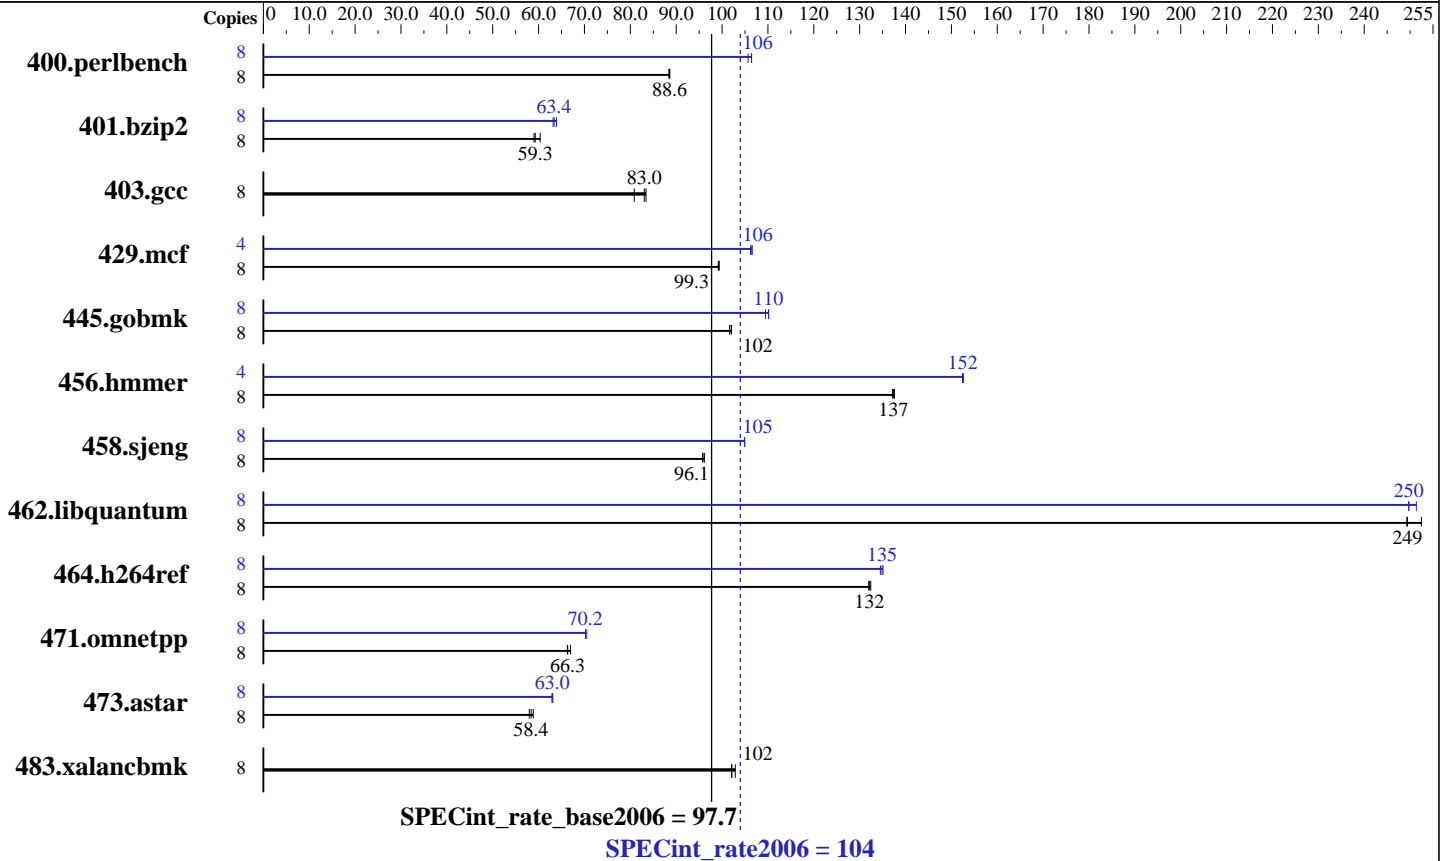 Copies 0 10.0 20.0 30.0 40.0 50.0 60.0 70.0 80.0 90.0 100 110 120 130 140 150 160 170 180 190 200 210 220 230 240 255
400.perlbench 8 106
8 88.6
401.bzip2 8 63.4
8 59.3
403.gcc 8 83.0
429.mcf 4 106
8 99.3
445.gobmk 8 110
8 102
456.hmmer 4 152
8 137
458.sjeng 8 105
8 96.1
462.libquantum 8 250
8 249
464.h264ref 8 135
8 132
471.omnetpp 8 70.2
8 66.3
473.astar 8 63.0
8 58.4
483.xalancbmk 8 102
SPECint_rate_base2006 = 97.7
SPECint_rate2006 = 104